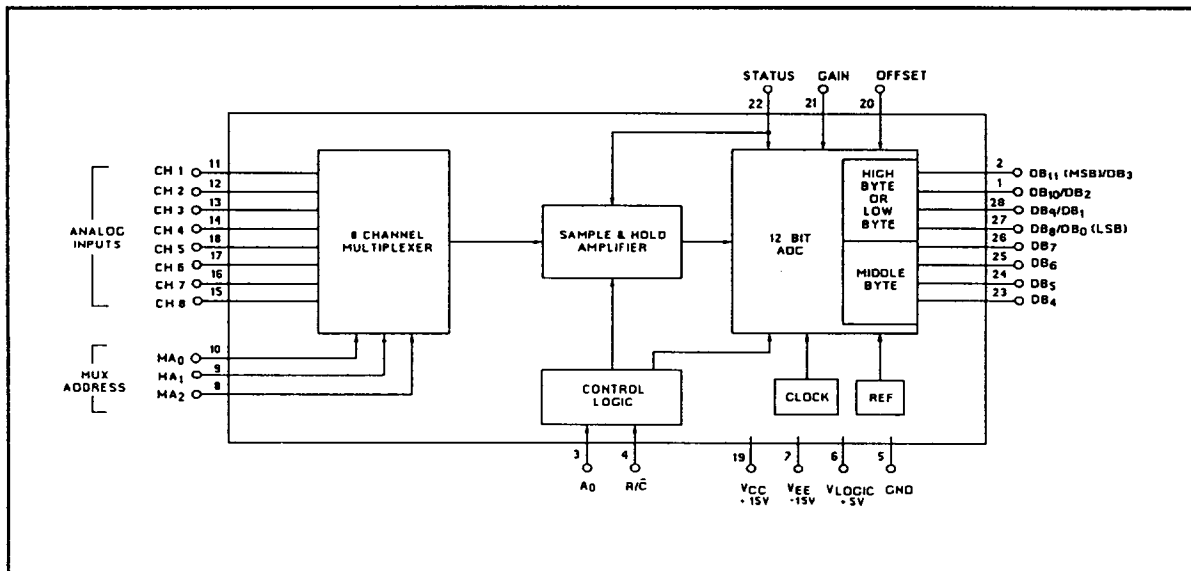 STATUS GAIN OFFSET
22 21 20
CH 1 11
CH 2 12
CH 3 13
CH 4 14
CH 5 18
CH 6 17
CH 7 16
CH 8 15
ANALOG
INPUTS
MUX
ADDRESS
MA0 10
MA1 9
MA2 8
8 CHANNEL
MULTIPLEXER
SAMPLE & HOLD
AMPLIFIER
12 BIT
ADC
HIGH
BYTE
OR
LOW
BYTE
MIDDLE
BYTE
2 DB11 (MSB)/DB3
1 DB10/DB2
28 DB9/DB1
27 DB8/DB0 (LSB)
26 DB7
25 DB6
24 DB5
23 DB4
CONTROL
LOGIC
CLOCK
REF
3 4 19 7 6 5
A0 R/C̄ VCC VEE VLOGIC GND
+15V -15V +5V